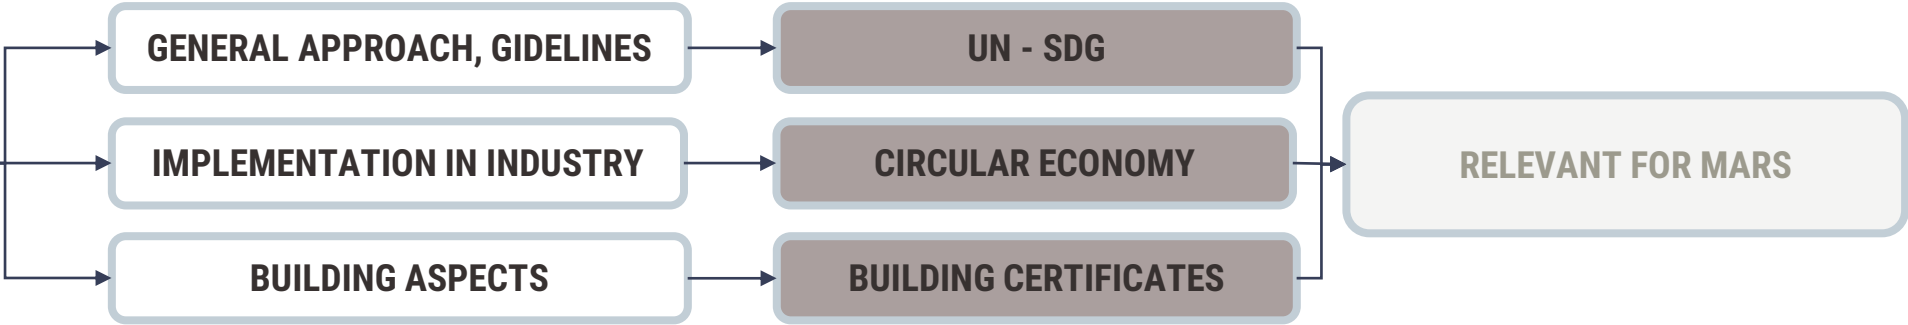 GENERAL APPROACH, GIDELINES
UN - SDG
IMPLEMENTATION IN INDUSTRY
CIRCULAR ECONOMY
RELEVANT FOR MARS
BUILDING ASPECTS
BUILDING CERTIFICATES